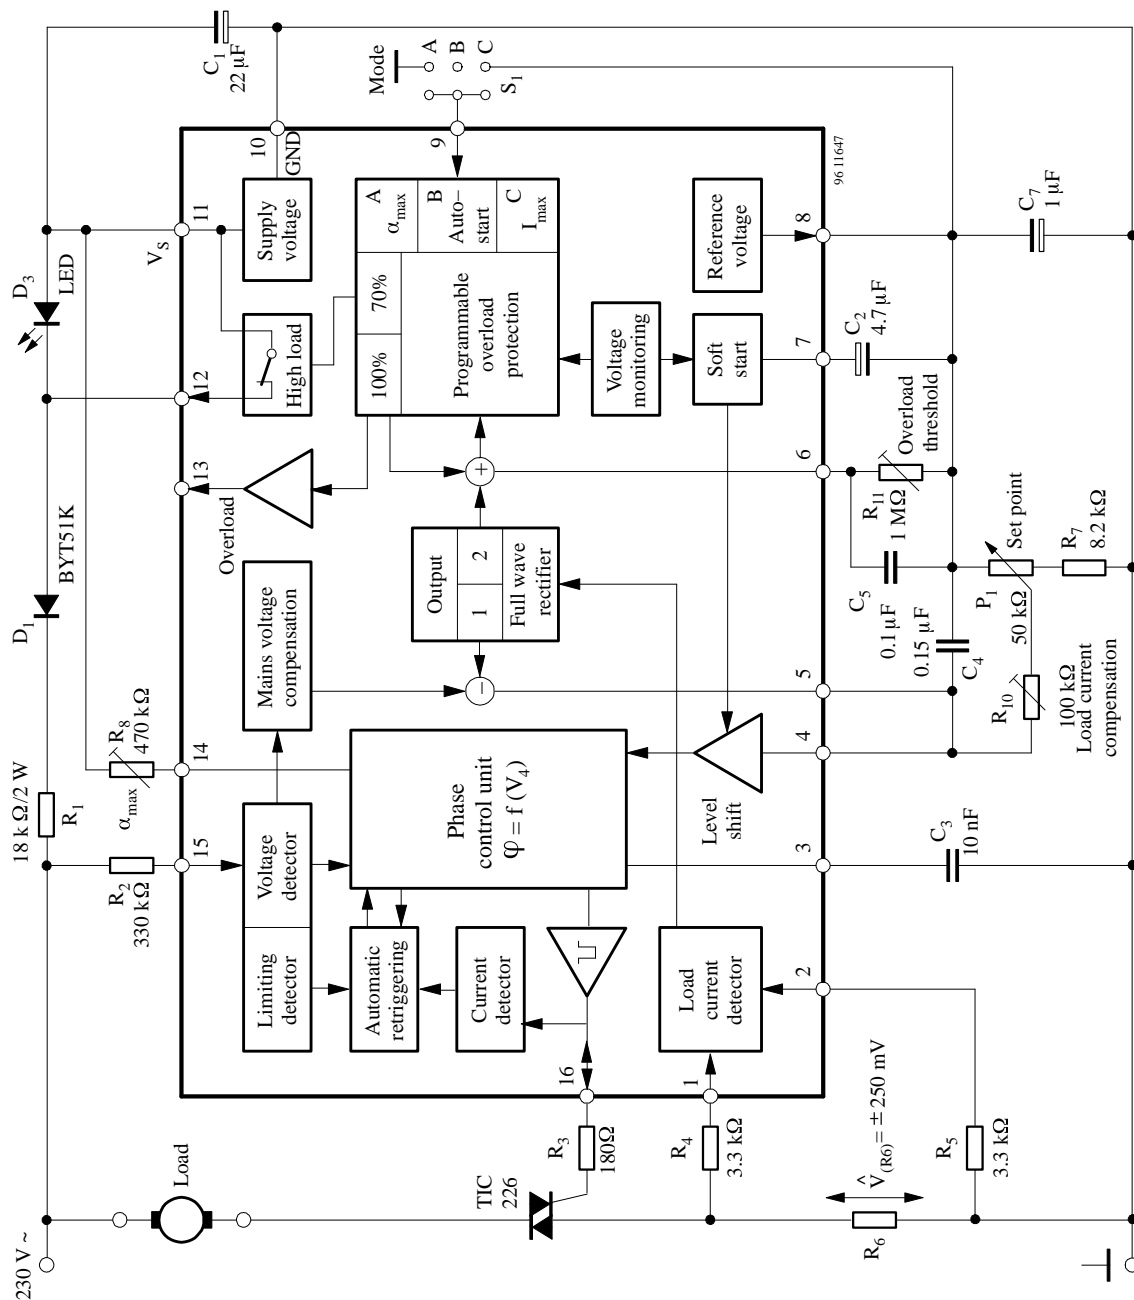 230 V ~
Load
18 kΩ/2 W
R1
D1
BYT51K
D3
LED
C1
22 µF
R2
330 kΩ
αmax
R8
470 kΩ
VS
15
14
13
12
11
10
GND
Limiting
detector
Voltage
detector
Mains voltage
compensation
Overload
High load
Supply
voltage
Automatic
retriggering
Current
detector
Phase
control unit
φ = f (V4)
Output
1
2
Full wave
rectifier
−
+
100%
70%
Programmable
overload
protection
A
αmax
B
Auto−
start
C
Imax
9
Mode
A
B
C
S1
Voltage
monitoring
Load
current
detector
Level
shift
Soft
start
Reference
voltage
TIC
226
R3
180Ω
16
R4
3.3 kΩ
1
2
3
4
5
6
7
8
96 11647
V̂(R6) = ± 250 mV
R6
R5
3.3 kΩ
C3
10 nF
R10
100 kΩ
Load current
compensation
C4
0.15 µF
C5
0.1 µF
P1
50 kΩ
Set point
R7
8.2 kΩ
R11
1 MΩ
Overload
threshold
C2
4.7 µF
C7
1 µF